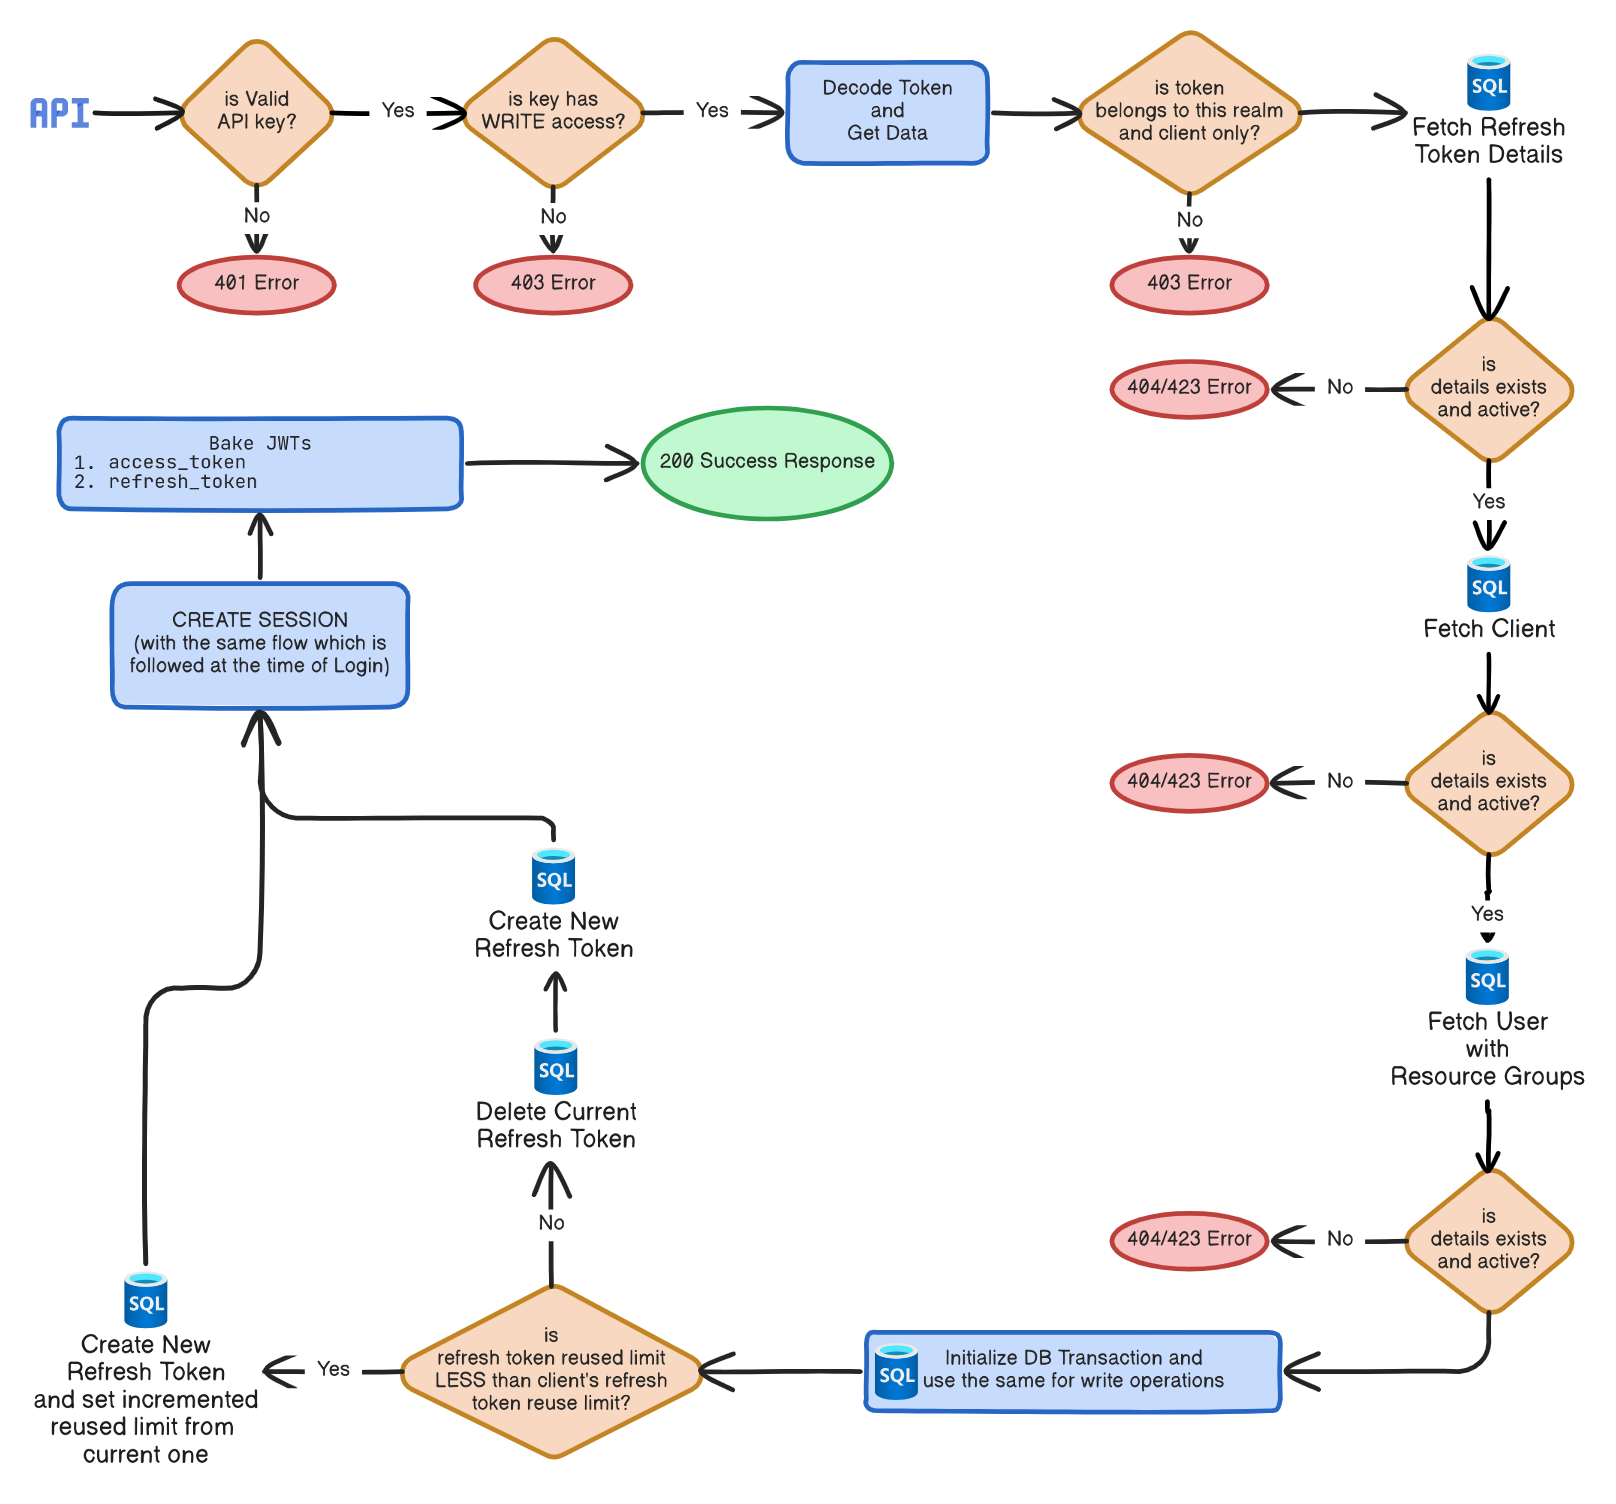 API
is Valid
API key?
Yes
is key has
WRITE access?
Yes
Decode Token
and
Get Data
is token
belongs to this realm
and client only?
SQL
Fetch Refresh
Token Details
No
401 Error
No
403 Error
No
403 Error
is
details exists
and active?
No
404/423 Error
Yes
SQL
Fetch Client
is
details exists
and active?
No
404/423 Error
Yes
SQL
Fetch User
with
Resource Groups
is
details exists
and active?
No
404/423 Error
SQL
Initialize DB Transaction and
use the same for write operations
is
refresh token reused limit
LESS than client's refresh
token reuse limit?
No
SQL
Delete Current
Refresh Token
SQL
Create New
Refresh Token
Yes
SQL
Create New
Refresh Token
and set incremented
reused limit from
current one
CREATE SESSION
(with the same flow which is
followed at the time of Login)
Bake JWTs
1. access_token
2. refresh_token
200 Success Response